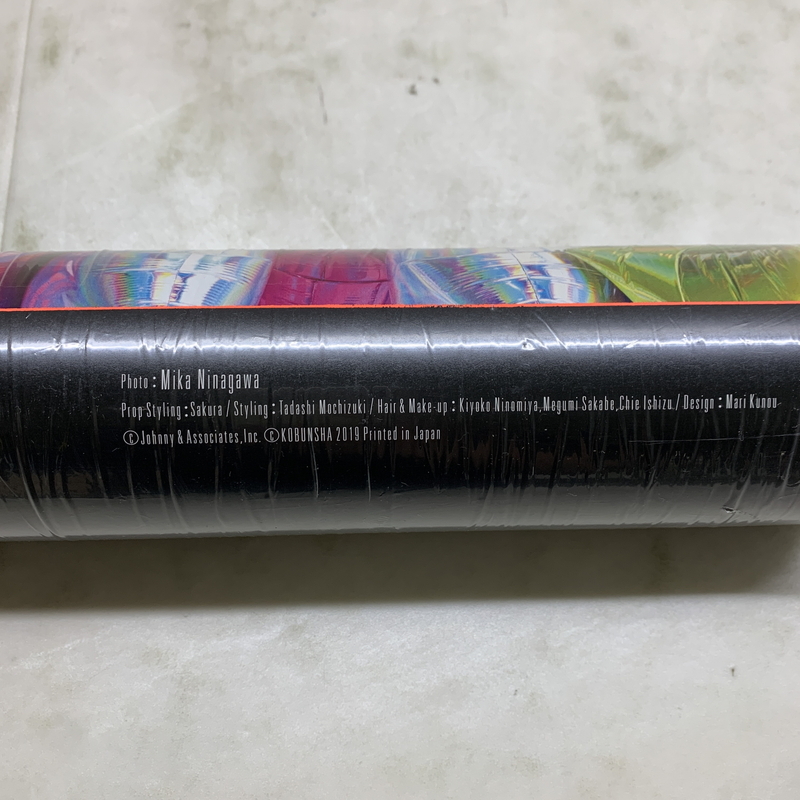 Photo : Mika Ninagawa
Prop Styling : Sakura / Styling : Tadashi Mochizuki / Hair & Make-up : Kiyoko Ninomiya, Megumi Sakabe, Chie Ishizu / Design : Mari Kunou
©Johnny & Associates, Inc. ©KOBUNSHA 2019 Printed in Japan